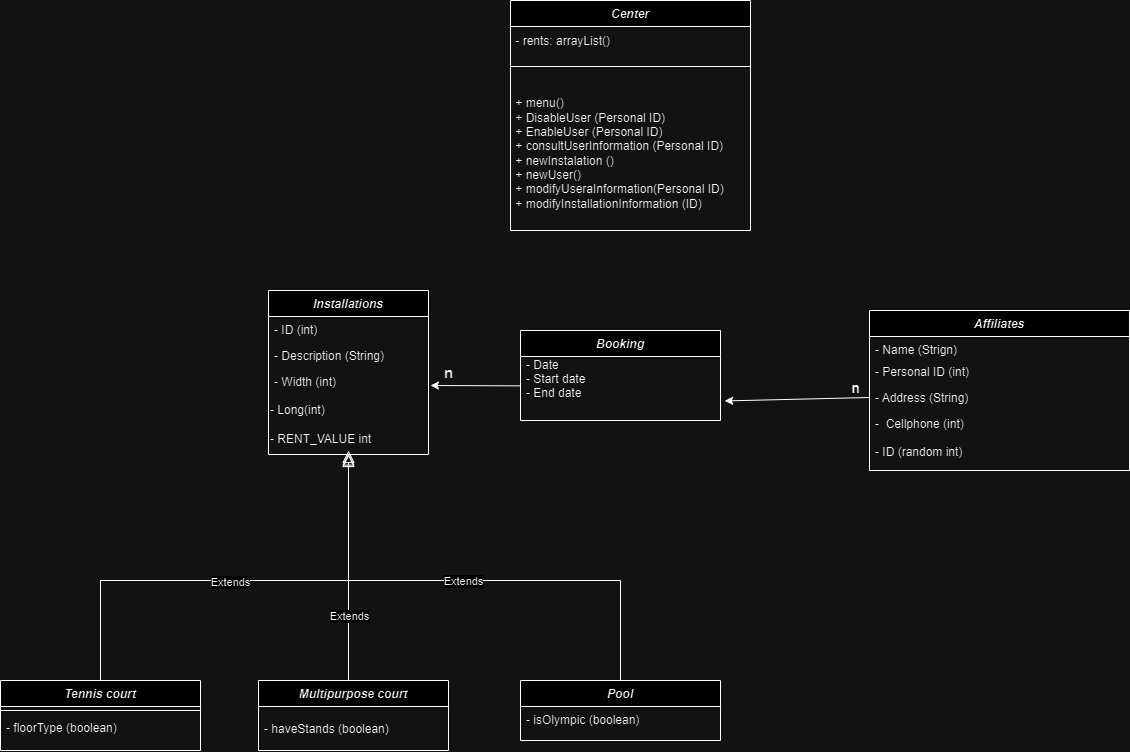 Center
- rents: arrayList()
+ menu()
+ DisableUser (Personal ID)
+ EnableUser (Personal ID)
+ consultUserInformation (Personal ID)
+ newInstalation ()
+ newUser()
+ modifyUseraInformation(Personal ID)
+ modifyInstallationInformation (ID)
Installations
- ID (int)
- Description (String)
- Width (int)
- Long(int)
- RENT_VALUE int
n
Booking
- Date
- Start date
- End date
n
Affiliates
- Name (Strign)
- Personal ID (int)
- Address (String)
- Cellphone (int)
- ID (random int)
Extends
Extends
Extends
Tennis court
- floorType (boolean)
Multipurpose court
- haveStands (boolean)
Pool
- isOlympic (boolean)